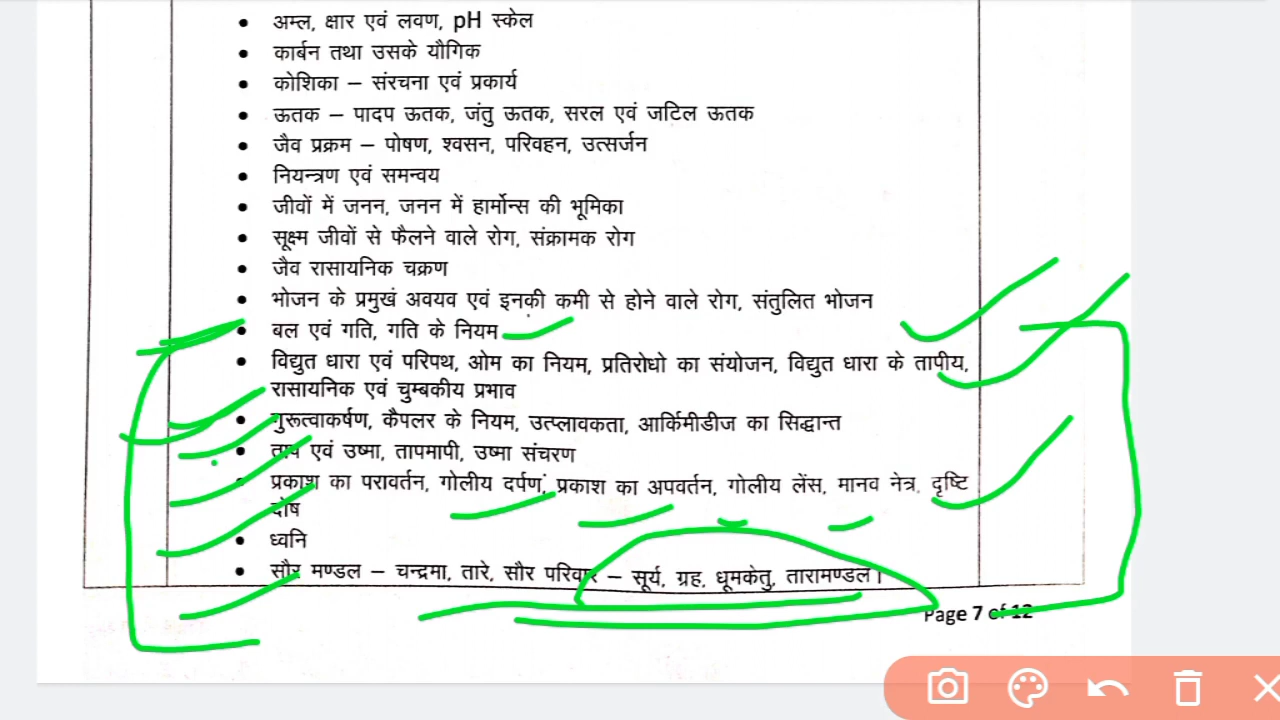 • अम्ल, क्षार एवं लवण, pH स्केल
• कार्बन तथा उसके यौगिक
• कोशिका – संरचना एवं प्रकार्य
• ऊतक – पादप ऊतक, जंतु ऊतक, सरल एवं जटिल ऊतक
• जैव प्रक्रम – पोषण, श्वसन, परिवहन, उत्सर्जन
• नियन्त्रण एवं समन्वय
• जीवों में जनन, जनन में हार्मोन्स की भूमिका
• सूक्ष्म जीवों से फैलने वाले रोग, संक्रामक रोग
• जैव रासायनिक चक्रण
• भोजन के प्रमुख अवयव एवं इनकी कमी से होने वाले रोग, संतुलित भोजन
• बल एवं गति, गति के नियम
• विद्युत धारा एवं परिपथ, ओम का नियम, प्रतिरोधो का संयोजन, विद्युत धारा के तापीय,
रासायनिक एवं चुम्बकीय प्रभाव
• गुरूत्वाकर्षण, कैपलर के नियम, उत्प्लावकता, आर्किमीडीज का सिद्धान्त
• ताप एवं उष्मा, तापमापी, उष्मा संचरण
• प्रकाश का परावर्तन, गोलीय दर्पण, प्रकाश का अपवर्तन, गोलीय लेंस, मानव नेत्र, दृष्टि
दोष
• ध्वनि
• सौर मण्डल – चन्द्रमा, तारे, सौर परिवार – सूर्य, ग्रह, धूमकेतु, तारामण्डल।
Page 7 of 12